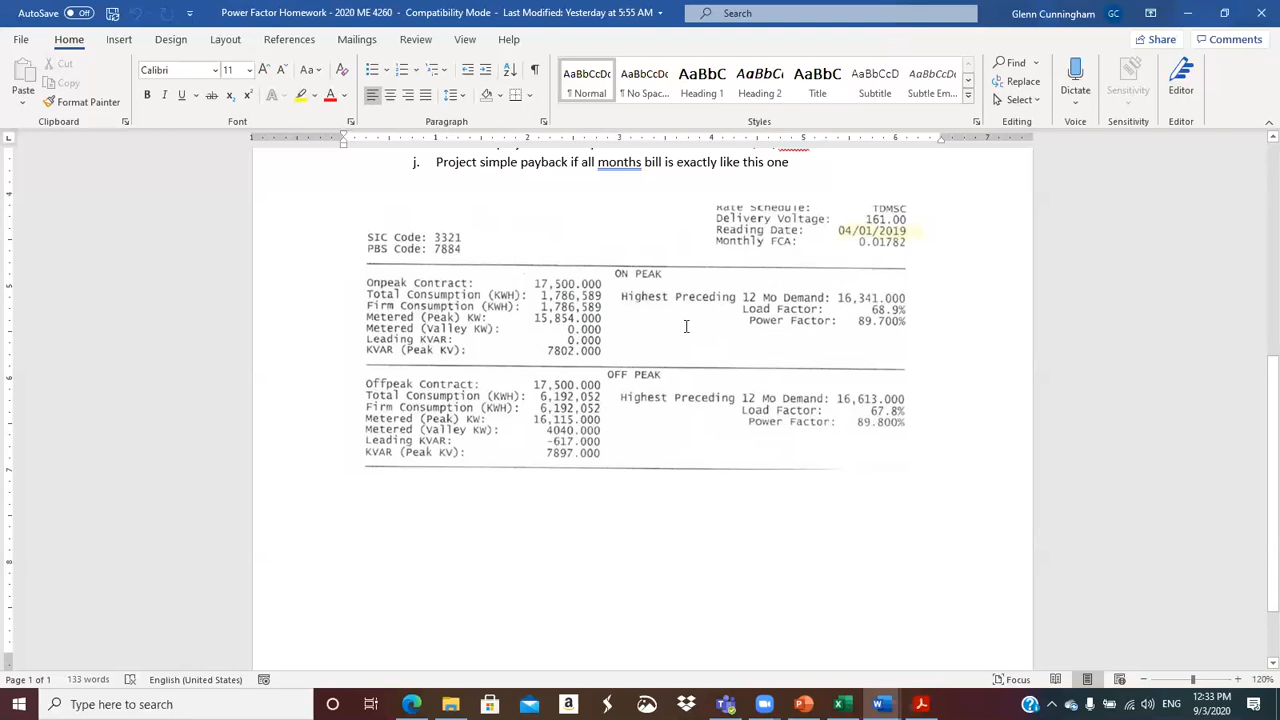 AutoSave Off Power Factor Homework - 2020 ME 4260 - Compatibility Mode - Last Modified: Yesterday at 5:55 AM Search Glenn Cunningham GC
File Home Insert Design Layout References Mailings Review View Help Share Comments
Paste Cut Copy Format Painter
Calibri 11
AaBbCcDc AaBbCcDc AaBbC AaBbCc AaBbC AaBbCcD AaBbCcDc
¶ Normal ¶ No Spac... Heading 1 Heading 2 Title Subtitle Subtle Em...
Find Replace Select
Dictate Sensitivity Editor
Clipboard Font Paragraph Styles Editing Voice Sensitivity Editor
j. Project simple payback if all months bill is exactly like this one
Rate Schedule: TDMSC
Delivery Voltage: 161.00
Reading Date: 04/01/2019
Monthly FCA: 0.01782
SIC Code: 3321
PBS Code: 7884
ON PEAK
Onpeak Contract: 17,500.000
Total Consumption (KWH): 1,786,589
Firm Consumption (KWH): 1,786,589
Metered (Peak) KW: 15,854.000
Metered (Valley KW): 0.000
Leading KVAR: 0.000
KVAR (Peak KV): 7802.000
Highest Preceding 12 Mo Demand: 16,341.000
Load Factor: 68.9%
Power Factor: 89.700%
OFF PEAK
Offpeak Contract: 17,500.000
Total Consumption (KWH): 6,192,052
Firm Consumption (KWH): 6,192,052
Metered (Peak) KW: 16,115.000
Metered (Valley KW): 4040.000
Leading KVAR: -617.000
KVAR (Peak KV): 7897.000
Highest Preceding 12 Mo Demand: 16,613.000
Load Factor: 67.8%
Power Factor: 89.800%
Page 1 of 1 133 words English (United States) Focus 120%
Type here to search
12:33 PM
9/3/2020